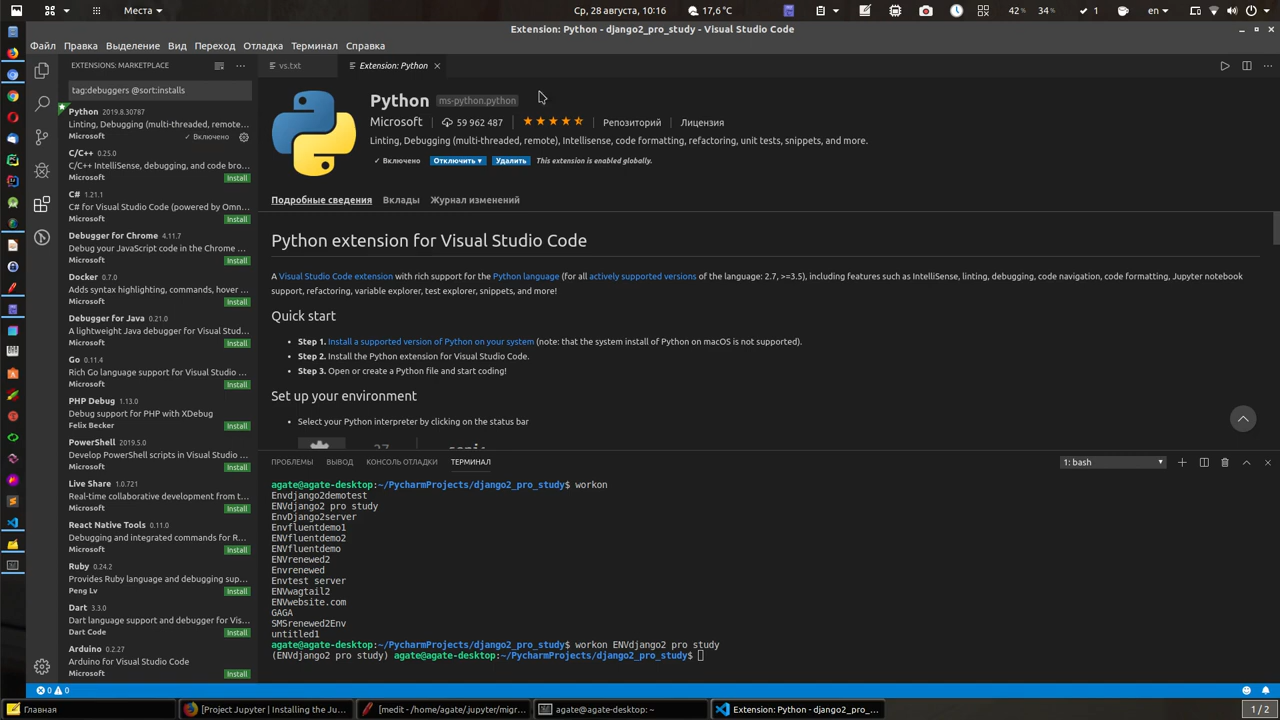 Места
Ср, 28 августа, 10:16
17,6°C
42%
34%
1
en
Extension: Python - django2_pro_study - Visual Studio Code
Файл Правка Выделение Вид Переход Отладка Терминал Справка
EXTENSIONS: MARKETPLACE
tag:debuggers @sort:installs
Python 2019.8.30787
Linting, Debugging (multi-threaded, remote...
Microsoft ✓ Включено
C/C++ 0.25.0
C/C++ IntelliSense, debugging, and code bro...
Microsoft Install
C# 1.21.1
C# for Visual Studio Code (powered by Omn...
Microsoft Install
Debugger for Chrome 4.11.7
Debug your JavaScript code in the Chrome ...
Microsoft Install
Docker 0.7.0
Adds syntax highlighting, commands, hover ...
Microsoft Install
Debugger for Java 0.21.0
A lightweight Java debugger for Visual Stud...
Microsoft Install
Go 0.11.4
Rich Go language support for Visual Studio ...
Microsoft Install
PHP Debug 1.13.0
Debug support for PHP with XDebug
Felix Becker Install
PowerShell 2019.5.0
Develop PowerShell scripts in Visual Studio ...
Microsoft Install
Live Share 1.0.721
Real-time collaborative development from t...
Microsoft Install
React Native Tools 0.11.0
Debugging and integrated commands for R...
Microsoft Install
Ruby 0.24.2
Provides Ruby language and debugging sup...
Peng Lv Install
Dart 3.3.0
Dart language support and debugger for Vis...
Dart Code Install
Arduino 0.2.27
Arduino for Visual Studio Code
Microsoft Install
vs.txt
Extension: Python
Python ms-python.python
Microsoft 59 962 487 Репозиторий Лицензия
Linting, Debugging (multi-threaded, remote), Intellisense, code formatting, refactoring, unit tests, snippets, and more.
✓ Включено Отключить Удалить This extension is enabled globally.
Подробные сведения Вклады Журнал изменений
Python extension for Visual Studio Code
A Visual Studio Code extension with rich support for the Python language (for all actively supported versions of the language: 2.7, >=3.5), including features such as IntelliSense, linting, debugging, code navigation, code formatting, Jupyter notebook
support, refactoring, variable explorer, test explorer, snippets, and more!
Quick start
• Step 1. Install a supported version of Python on your system (note: that the system install of Python on macOS is not supported).
• Step 2. Install the Python extension for Visual Studio Code.
• Step 3. Open or create a Python file and start coding!
Set up your environment
• Select your Python interpreter by clicking on the status bar
ПРОБЛЕМЫ ВЫВОД КОНСОЛЬ ОТЛАДКИ ТЕРМИНАЛ
1: bash
agate@agate-desktop:~/PycharmProjects/django2_pro_study$ workon
Envdjango2demotest
ENVdjango2 pro study
EnvDjango2server
Envfluentdemo1
ENVfluentdemo2
ENVfluentdemo
ENVrenewed2
Envrenewed
Envtest server
ENVwagtail2
ENVwebsite.com
GAGA
SMSrenewed2Env
untitled1
agate@agate-desktop:~/PycharmProjects/django2_pro_study$ workon ENVdjango2 pro study
(ENVdjango2 pro study) agate@agate-desktop:~/PycharmProjects/django2_pro_study$
0 0
Главная
[Project Jupyter | Installing the Ju...
[medit - /home/agate/.jupyter/migr...
agate@agate-desktop: ~
Extension: Python - django2_pro_...
1 / 2